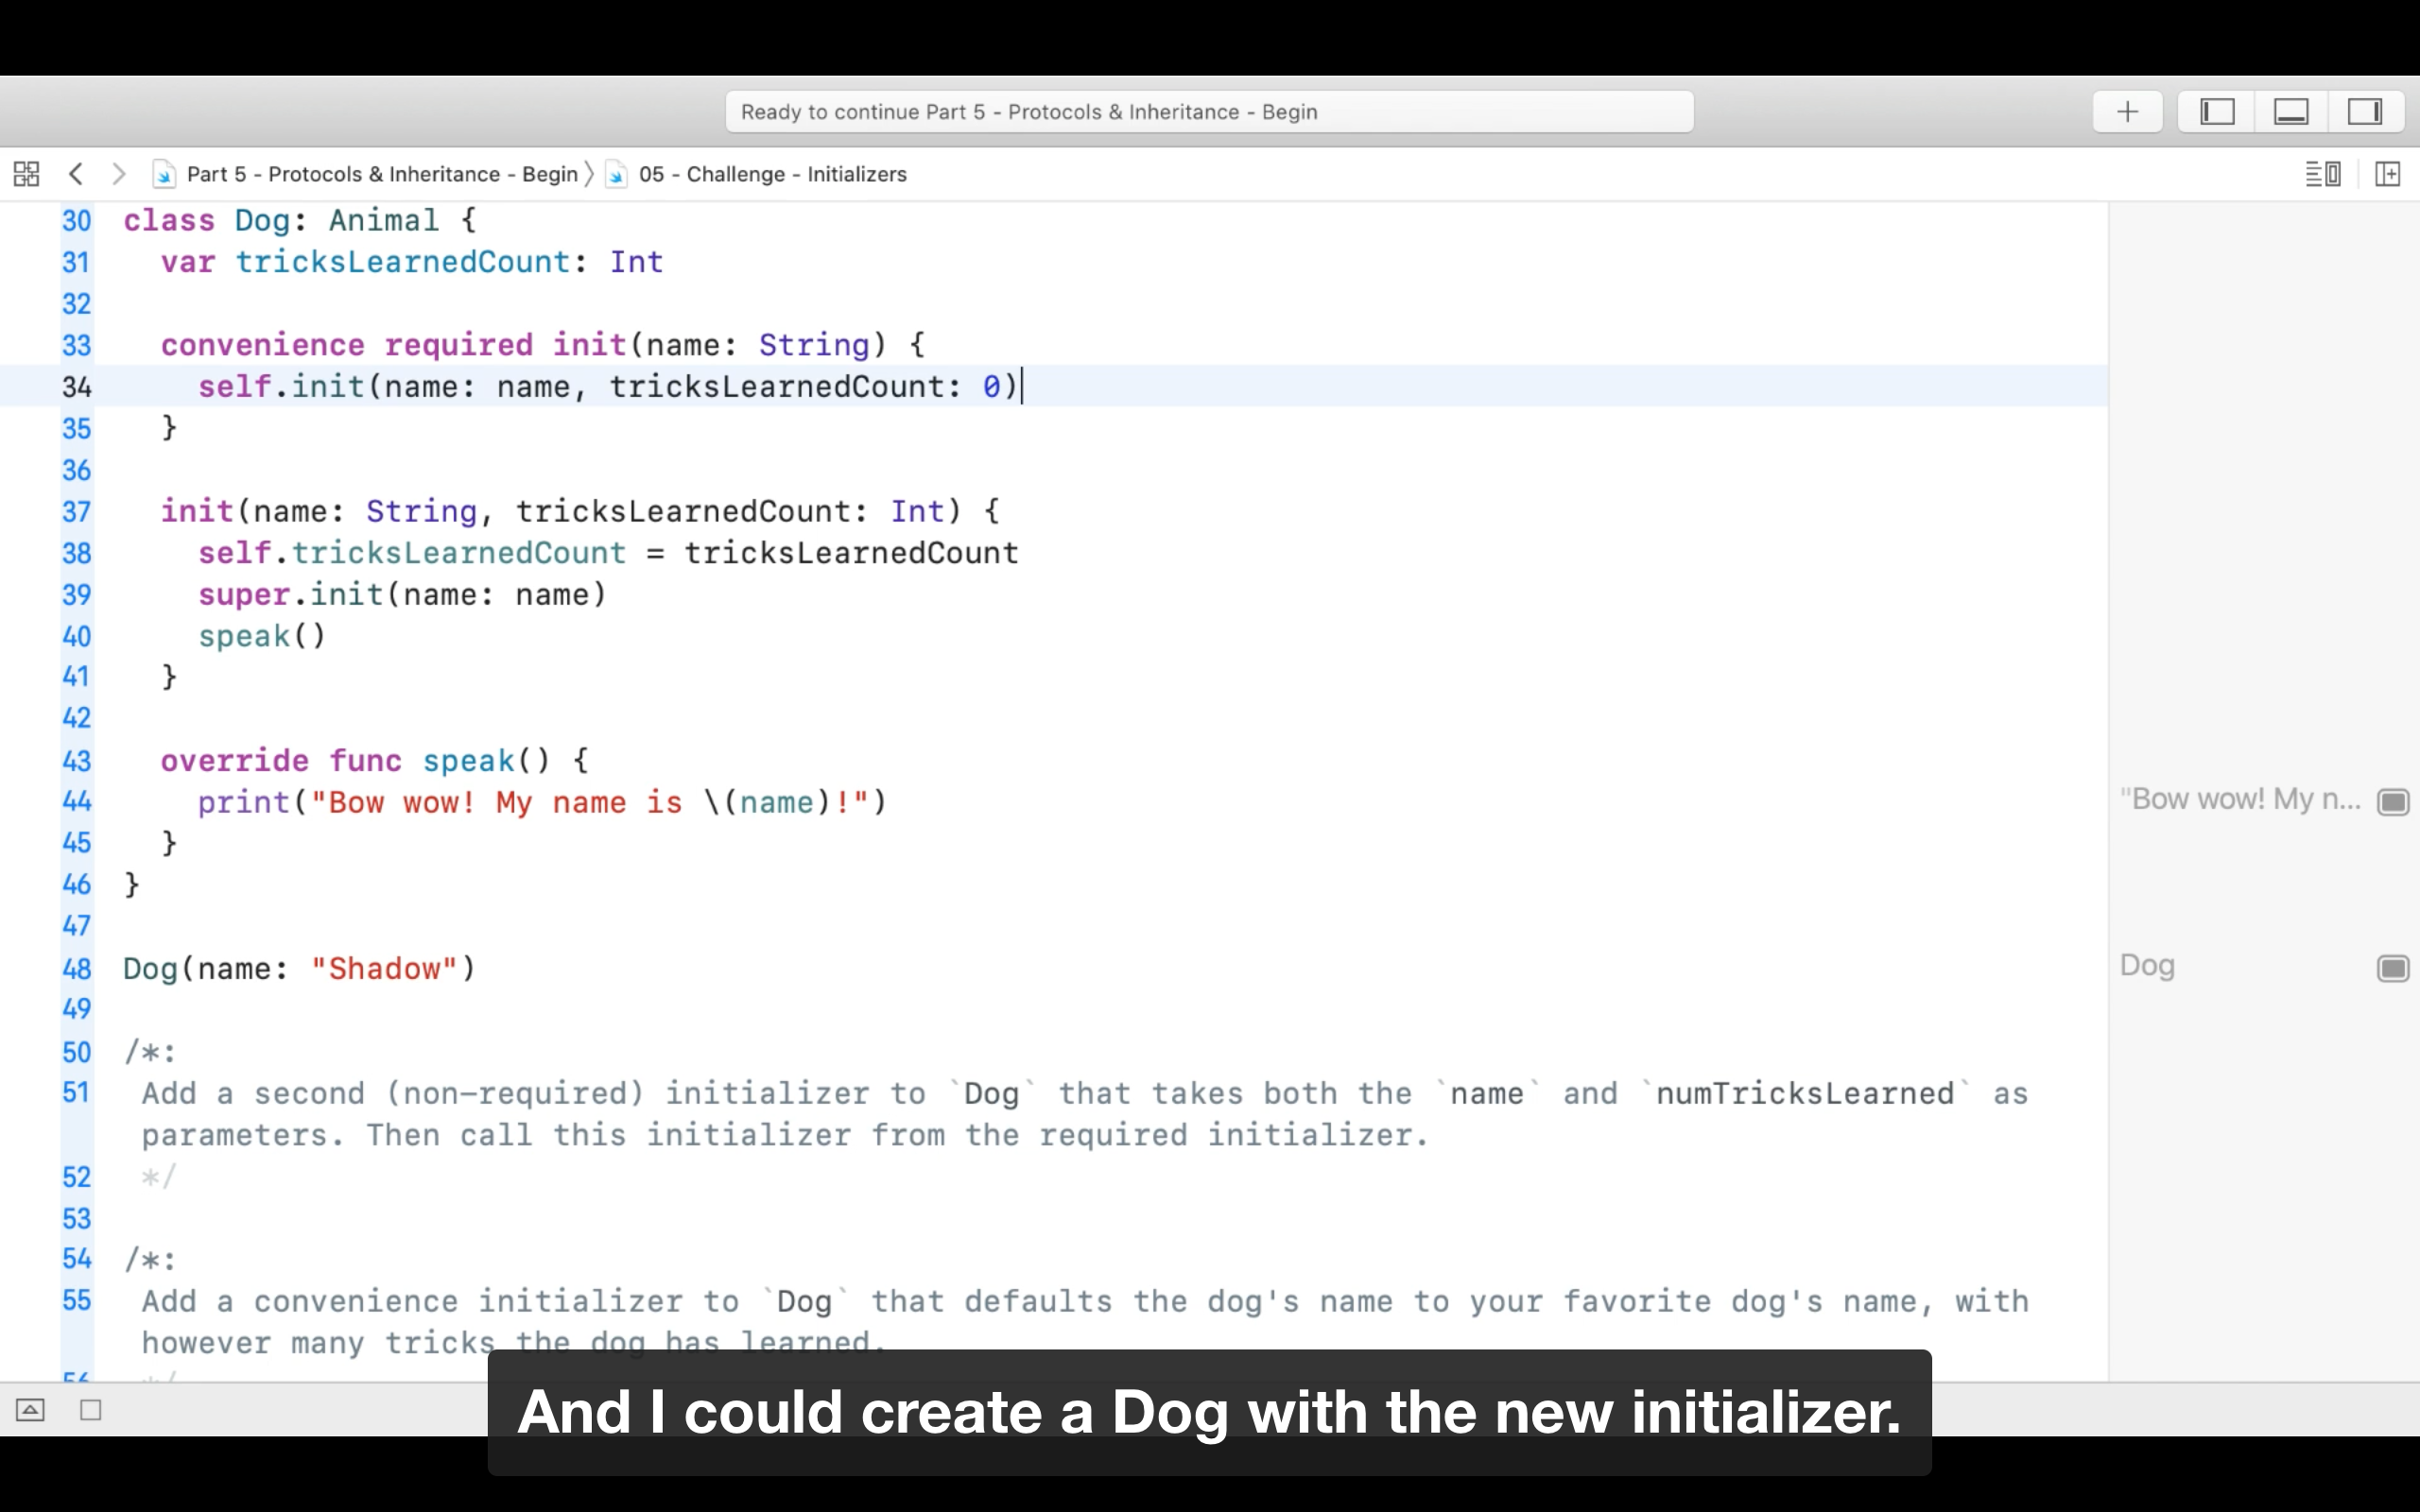 Ready to continue Part 5 - Protocols & Inheritance - Begin
Part 5 - Protocols & Inheritance - Begin 〉 05 - Challenge - Initializers
30 class Dog: Animal {
31 var tricksLearnedCount: Int
32
33 convenience required init(name: String) {
34 self.init(name: name, tricksLearnedCount: 0)
35 }
36
37 init(name: String, tricksLearnedCount: Int) {
38 self.tricksLearnedCount = tricksLearnedCount
39 super.init(name: name)
40 speak()
41 }
42
43 override func speak() {
44 print("Bow wow! My name is \(name)!") "Bow wow! My n...
45 }
46 }
47
48 Dog(name: "Shadow") Dog
49
50 /*:
51 Add a second (non-required) initializer to `Dog` that takes both the `name` and `numTricksLearned` as
parameters. Then call this initializer from the required initializer.
52 */
53
54 /*:
55 Add a convenience initializer to `Dog` that defaults the dog's name to your favorite dog's name, with
however many tricks the dog has learned.
56 */
And I could create a Dog with the new initializer.